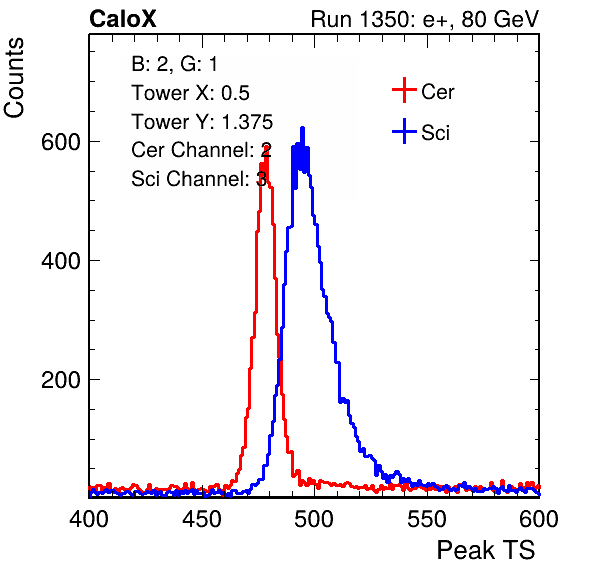 CaloX Run 1350: e+, 80 GeV
Counts
B: 2, G: 1
Tower X: 0.5
Tower Y: 1.375
Cer Channel: 2
Sci Channel: 3
Cer
Sci
600
400
200
400 450 500 550 600
Peak TS